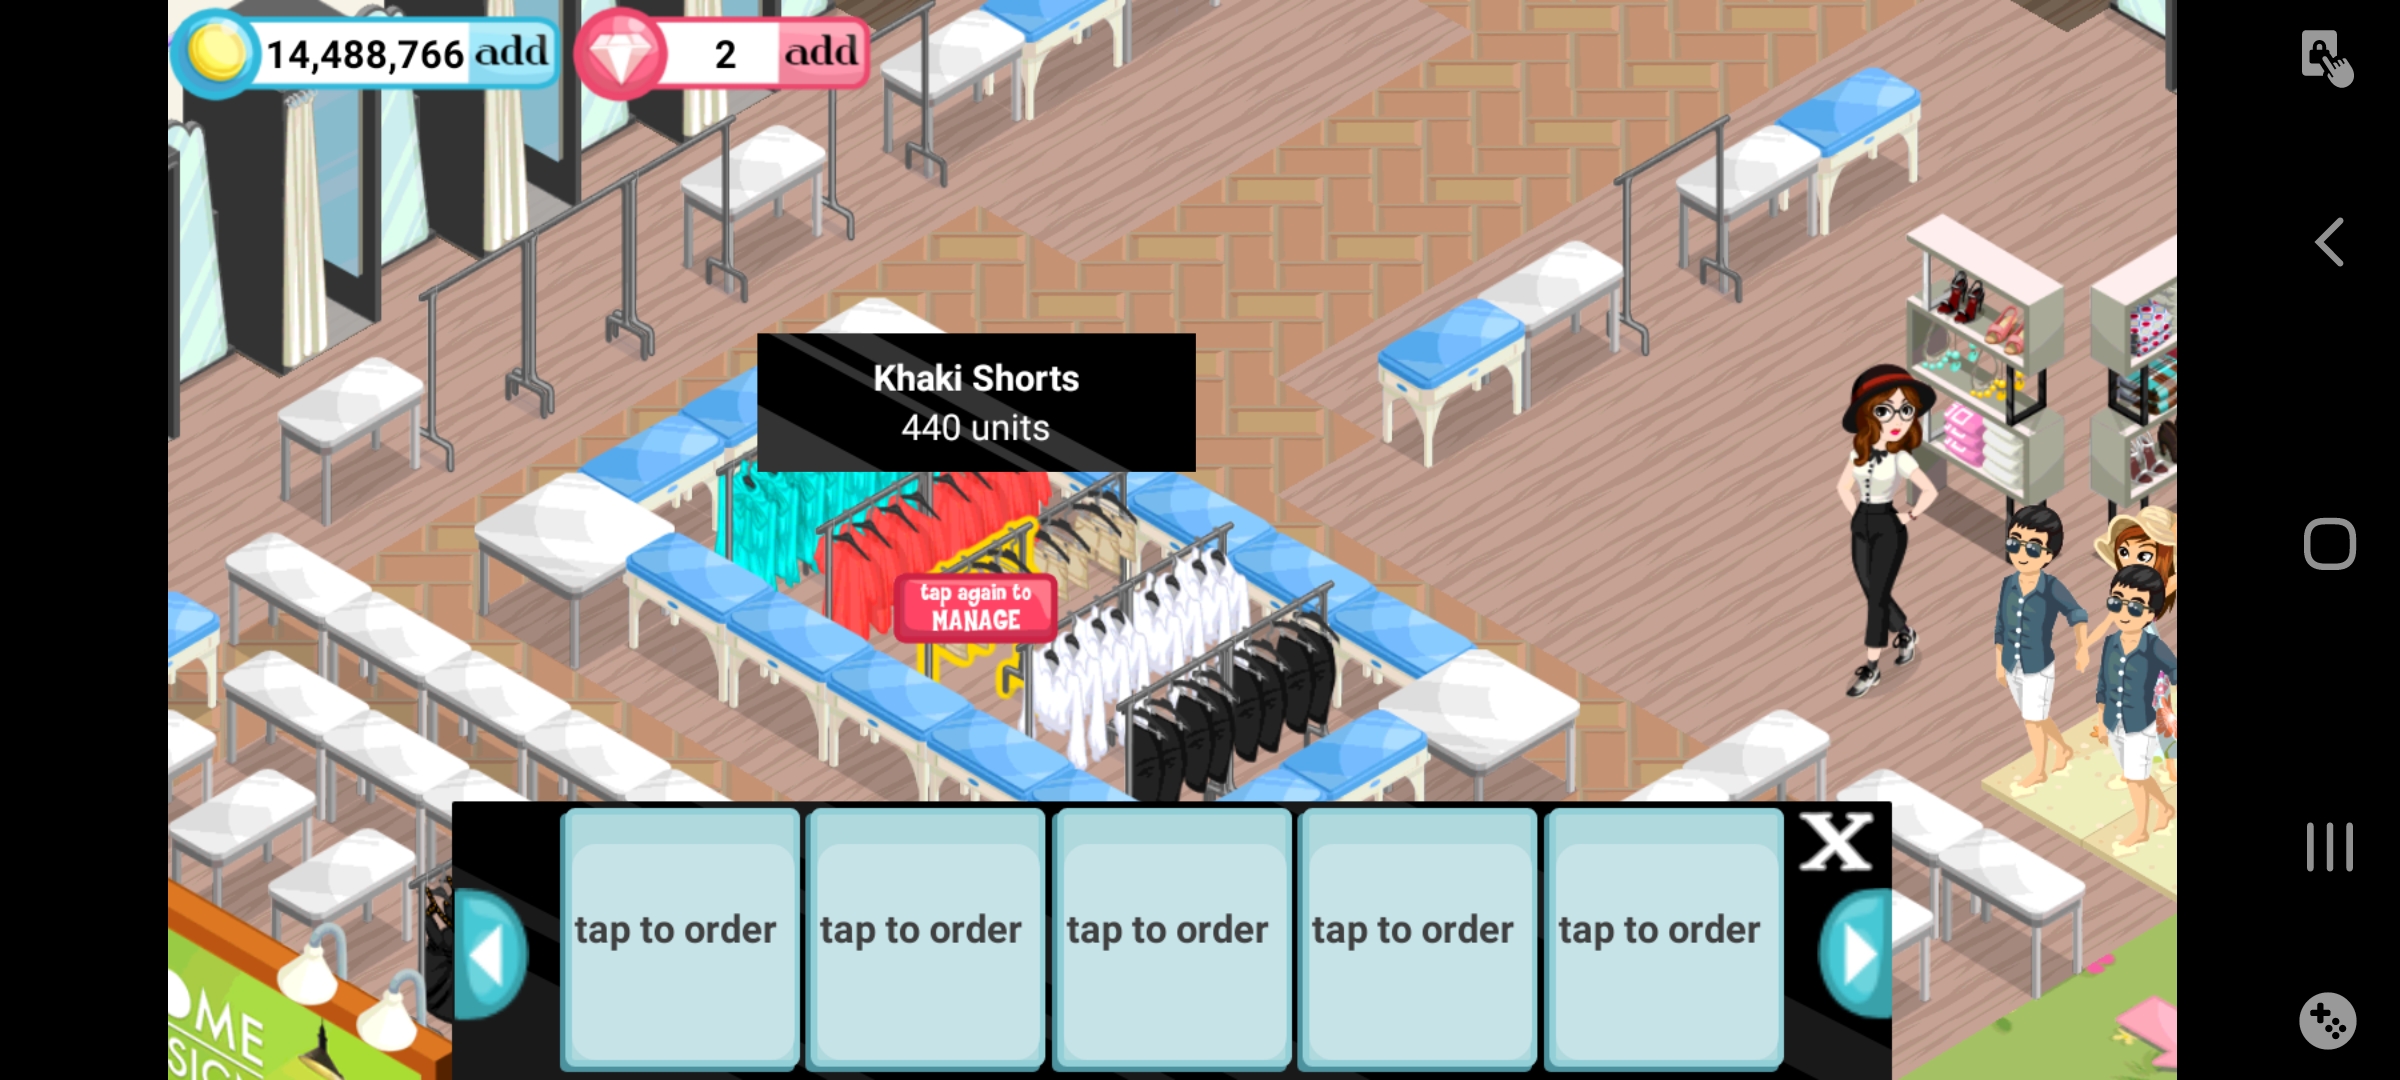 14,488,766 add
2 add
Khaki Shorts
440 units
tap again to
MANAGE
tap to order
tap to order
tap to order
tap to order
tap to order
X
10